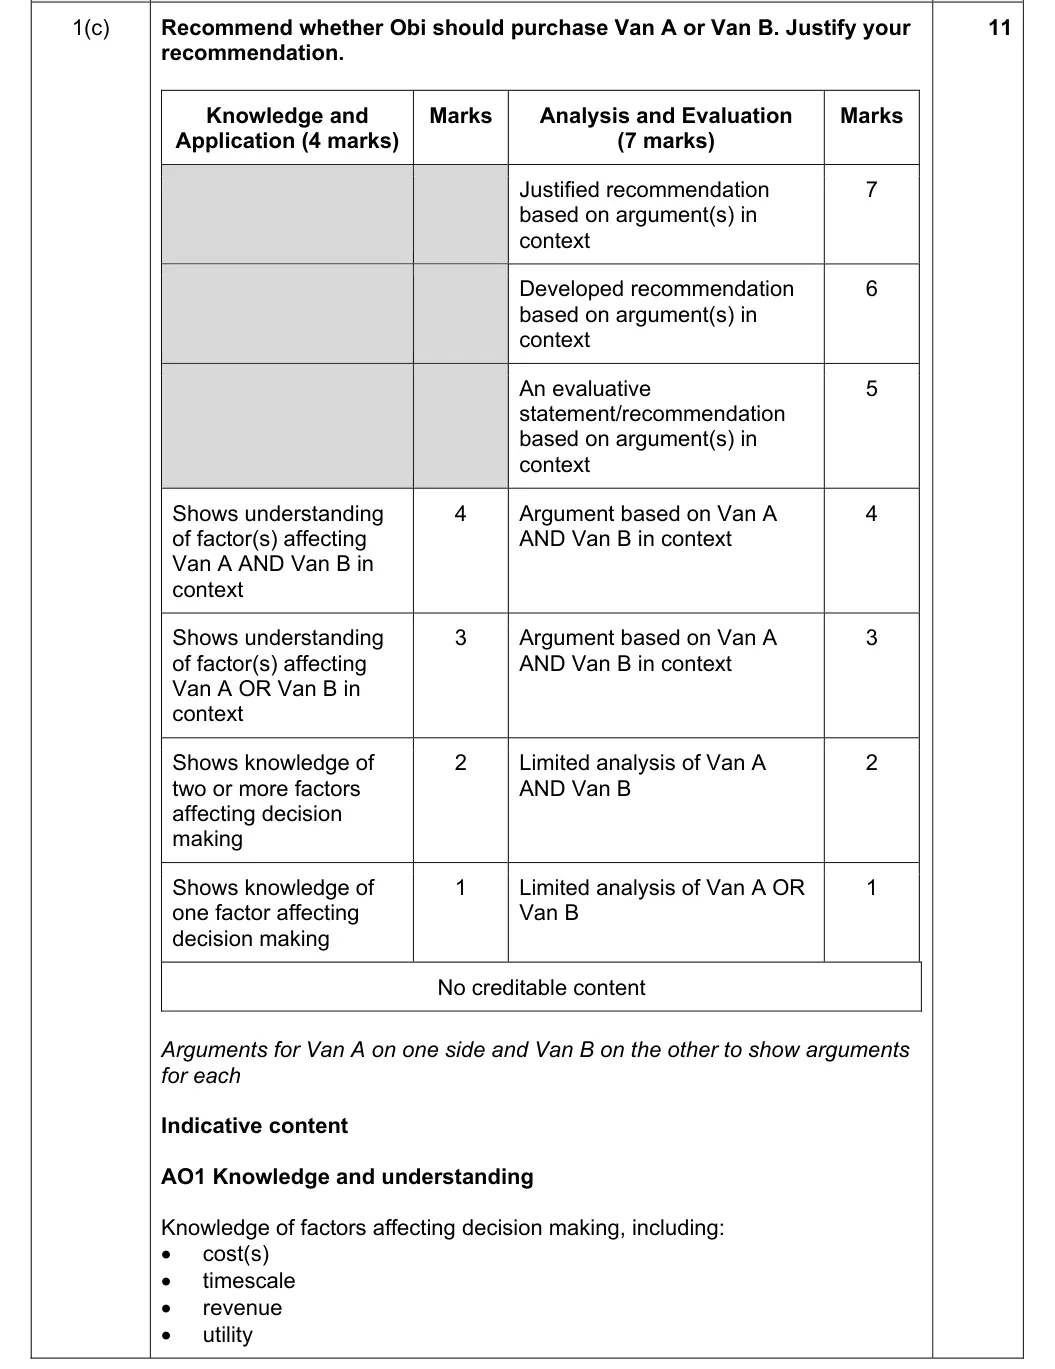 1(c)
Recommend whether Obi should purchase Van A or Van B. Justify your
recommendation.
11
Knowledge and
Application (4 marks)
Marks
Analysis and Evaluation
(7 marks)
Marks
Justified recommendation
based on argument(s) in
context
7
Developed recommendation
based on argument(s) in
context
6
An evaluative
statement/recommendation
based on argument(s) in
context
5
Shows understanding
of factor(s) affecting
Van A AND Van B in
context
4
Argument based on Van A
AND Van B in context
4
Shows understanding
of factor(s) affecting
Van A OR Van B in
context
3
Argument based on Van A
AND Van B in context
3
Shows knowledge of
two or more factors
affecting decision
making
2
Limited analysis of Van A
AND Van B
2
Shows knowledge of
one factor affecting
decision making
1
Limited analysis of Van A OR
Van B
1
No creditable content
Arguments for Van A on one side and Van B on the other to show arguments
for each
Indicative content
AO1 Knowledge and understanding
Knowledge of factors affecting decision making, including:
• cost(s)
• timescale
• revenue
• utility